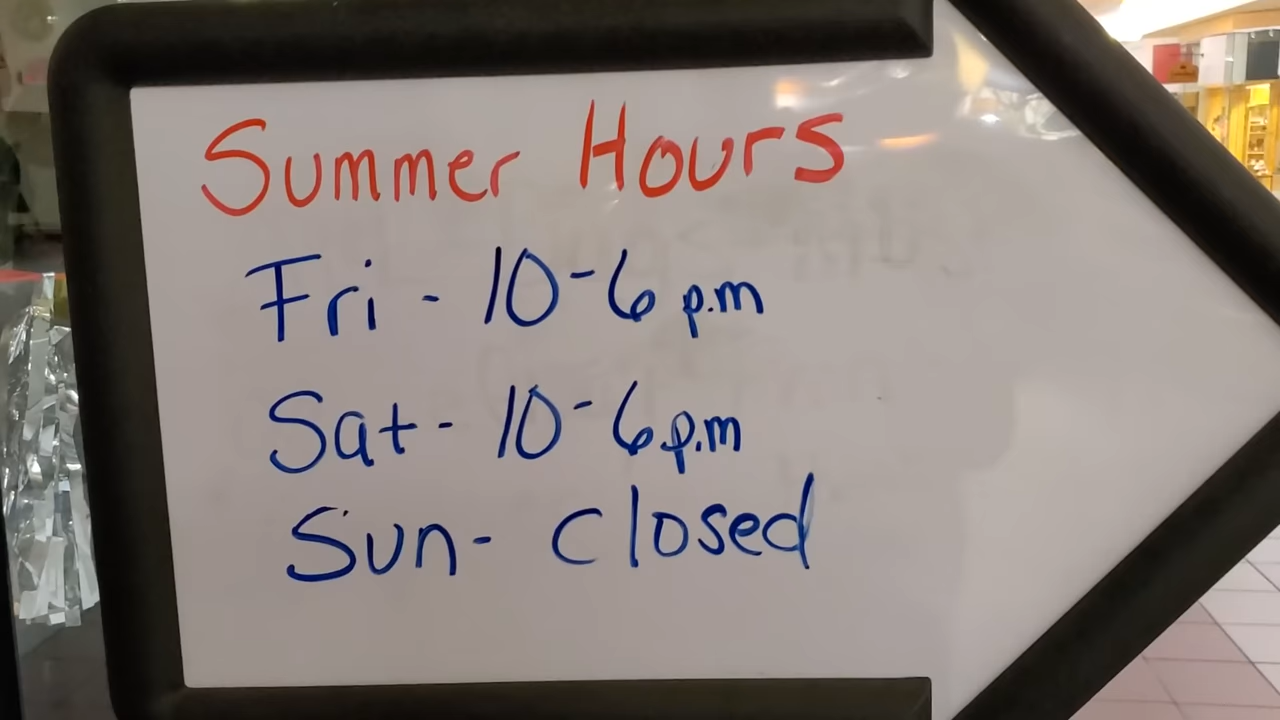 Summer Hours
Fri - 10-6 p.m
Sat - 10-6 p.m
Sun - closed